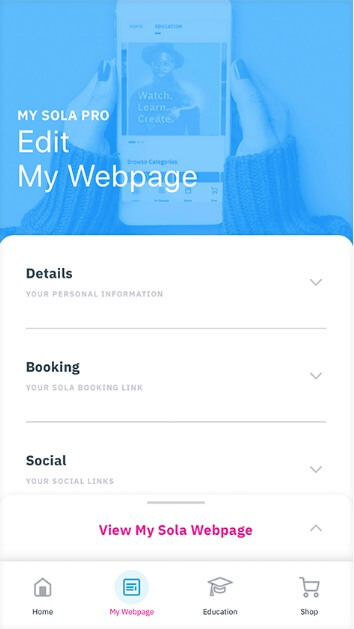 HOME EDUCATION
Watch.
Learn.
Create.
Browse Categories
MY SOLA PRO
Edit
My Webpage
Details
YOUR PERSONAL INFORMATION
Booking
YOUR SOLA BOOKING LINK
Social
YOUR SOCIAL LINKS
View My Sola Webpage
Home
My Webpage
Education
Shop